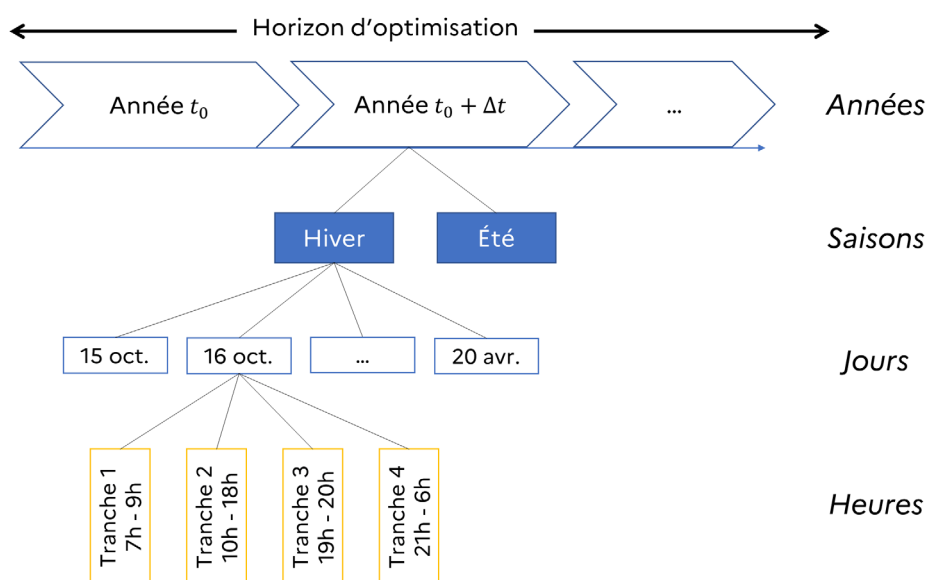 Horizon d’optimisation
Année t₀
Année t₀ + Δt
...
Années
Hiver
Été
Saisons
15 oct.
16 oct.
...
20 avr.
Jours
Tranche 1
7h - 9h
Tranche 2
10h - 18h
Tranche 3
19h - 20h
Tranche 4
21h - 6h
Heures